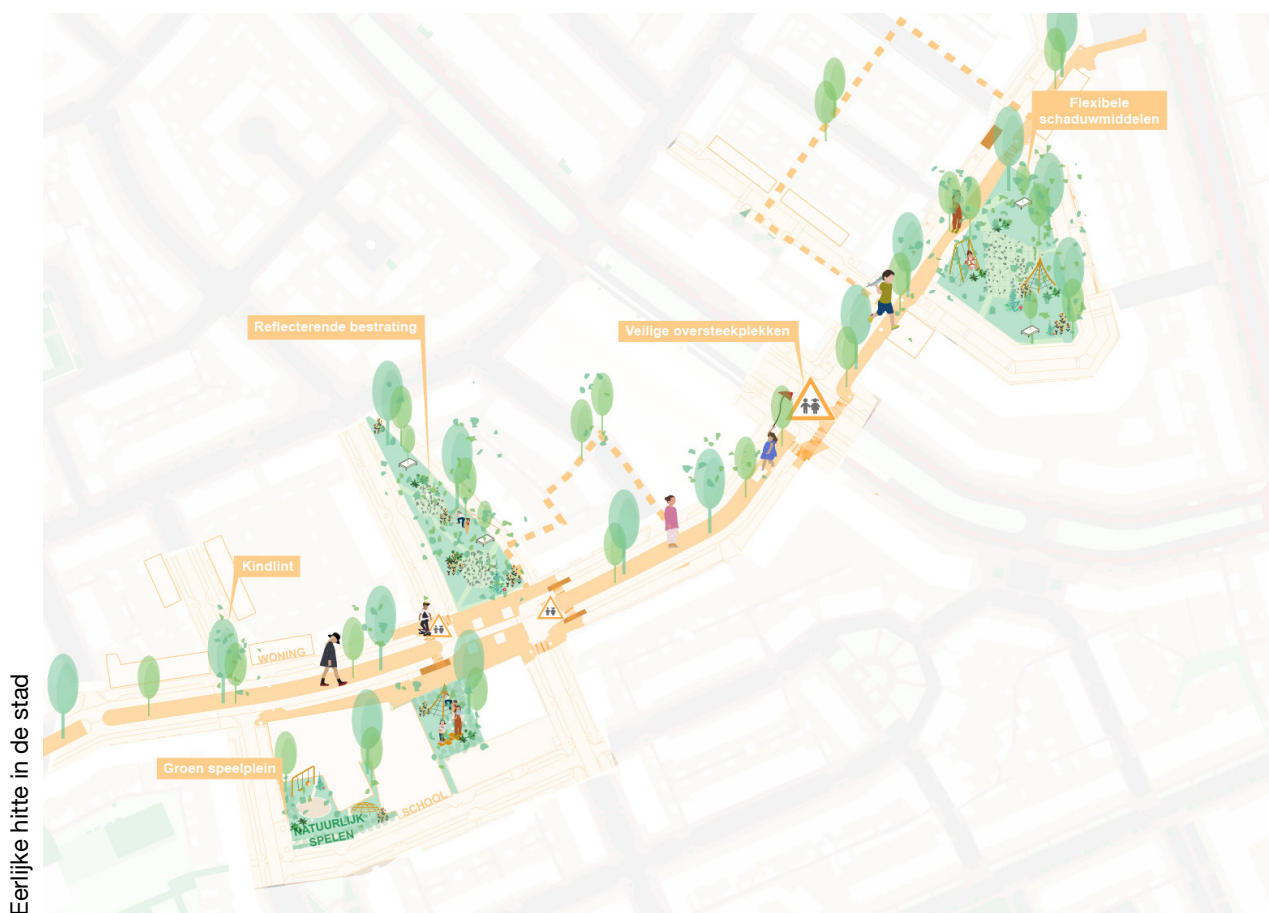 Flexibele
schaduwmiddelen
Reflecterende bestrating
Veilige oversteekplekken
Kindlint
WONING
Groen speelplein
SCHOOL
NATUURLIJK
SPELEN
Eerlijke hitte in de stad